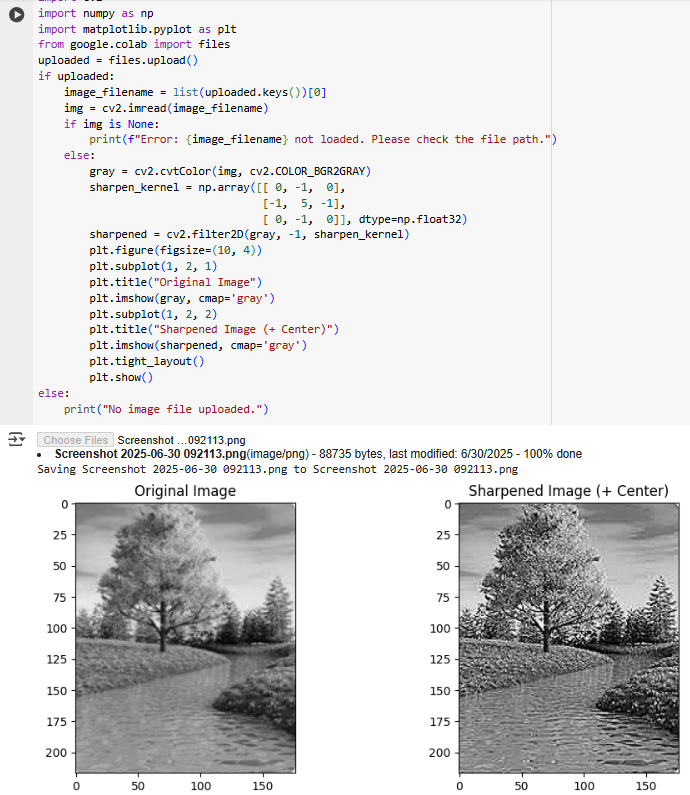 import numpy as np
import matplotlib.pyplot as plt
from google.colab import files
uploaded = files.upload()
if uploaded:
    image_filename = list(uploaded.keys())[0]
    img = cv2.imread(image_filename)
    if img is None:
        print(f"Error: {image_filename} not loaded. Please check the file path.")
    else:
        gray = cv2.cvtColor(img, cv2.COLOR_BGR2GRAY)
        sharpen_kernel = np.array([[ 0, -1,  0],
                                   [-1,  5, -1],
                                   [ 0, -1,  0]], dtype=np.float32)
        sharpened = cv2.filter2D(gray, -1, sharpen_kernel)
        plt.figure(figsize=(10, 4))
        plt.subplot(1, 2, 1)
        plt.title("Original Image")
        plt.imshow(gray, cmap='gray')
        plt.subplot(1, 2, 2)
        plt.title("Sharpened Image (+ Center)")
        plt.imshow(sharpened, cmap='gray')
        plt.tight_layout()
        plt.show()
else:
    print("No image file uploaded.")
Choose Files Screenshot ...092113.png
• Screenshot 2025-06-30 092113.png(image/png) - 88735 bytes, last modified: 6/30/2025 - 100% done
Saving Screenshot 2025-06-30 092113.png to Screenshot 2025-06-30 092113.png
Original Image
0
25
50
75
100
125
150
175
200
0 50 100 150
Sharpened Image (+ Center)
0
25
50
75
100
125
150
175
200
0 50 100 150